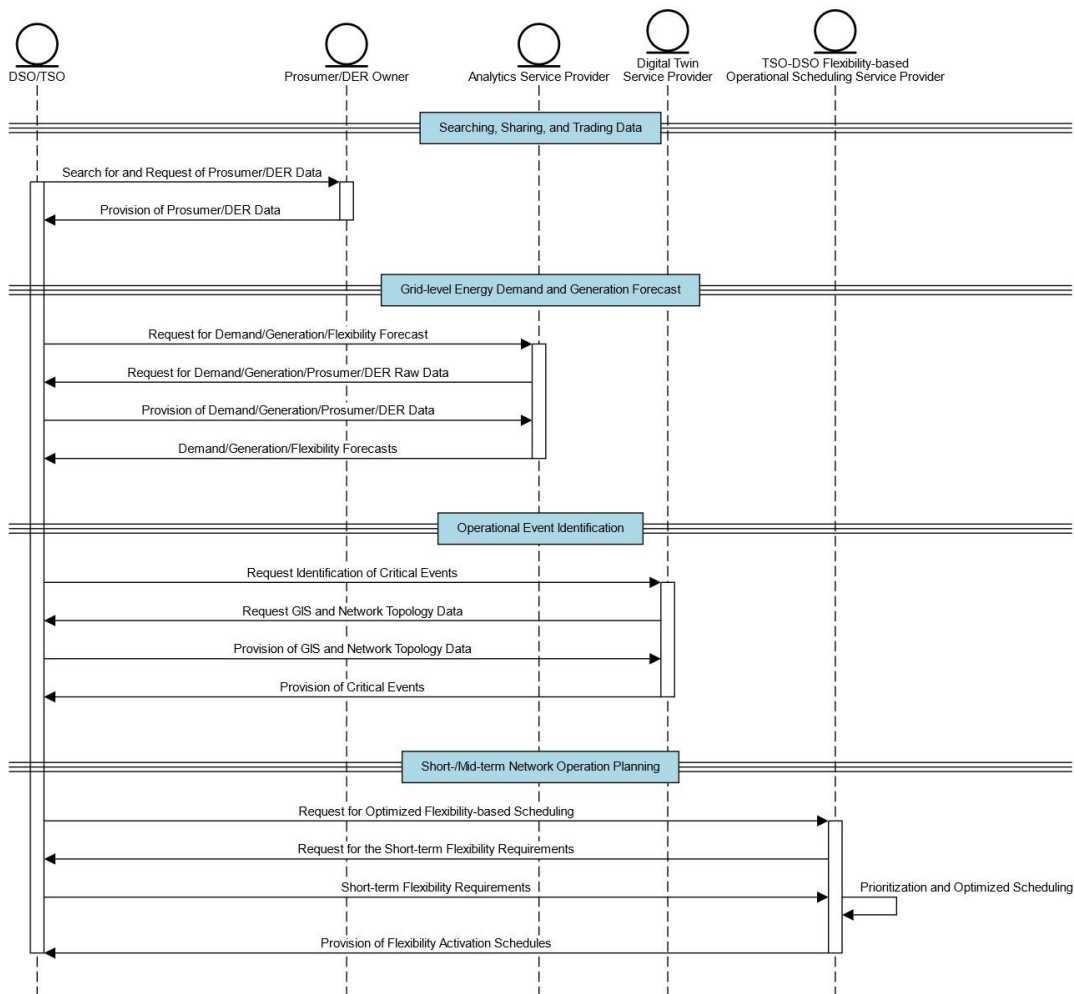 DSO/TSO
Prosumer/DER Owner
Analytics Service Provider
Digital Twin
Service Provider
TSO-DSO Flexibility-based
Operational Scheduling Service Provider
Searching, Sharing, and Trading Data
Search for and Request of Prosumer/DER Data
Provision of Prosumer/DER Data
Grid-level Energy Demand and Generation Forecast
Request for Demand/Generation/Flexibility Forecast
Request for Demand/Generation/Prosumer/DER Raw Data
Provision of Demand/Generation/Prosumer/DER Data
Demand/Generation/Flexibility Forecasts
Operational Event Identification
Request Identification of Critical Events
Request GIS and Network Topology Data
Provision of GIS and Network Topology Data
Provision of Critical Events
Short-/Mid-term Network Operation Planning
Request for Optimized Flexibility-based Scheduling
Request for the Short-term Flexibility Requirements
Short-term Flexibility Requirements
Prioritization and Optimized Scheduling
Provision of Flexibility Activation Schedules